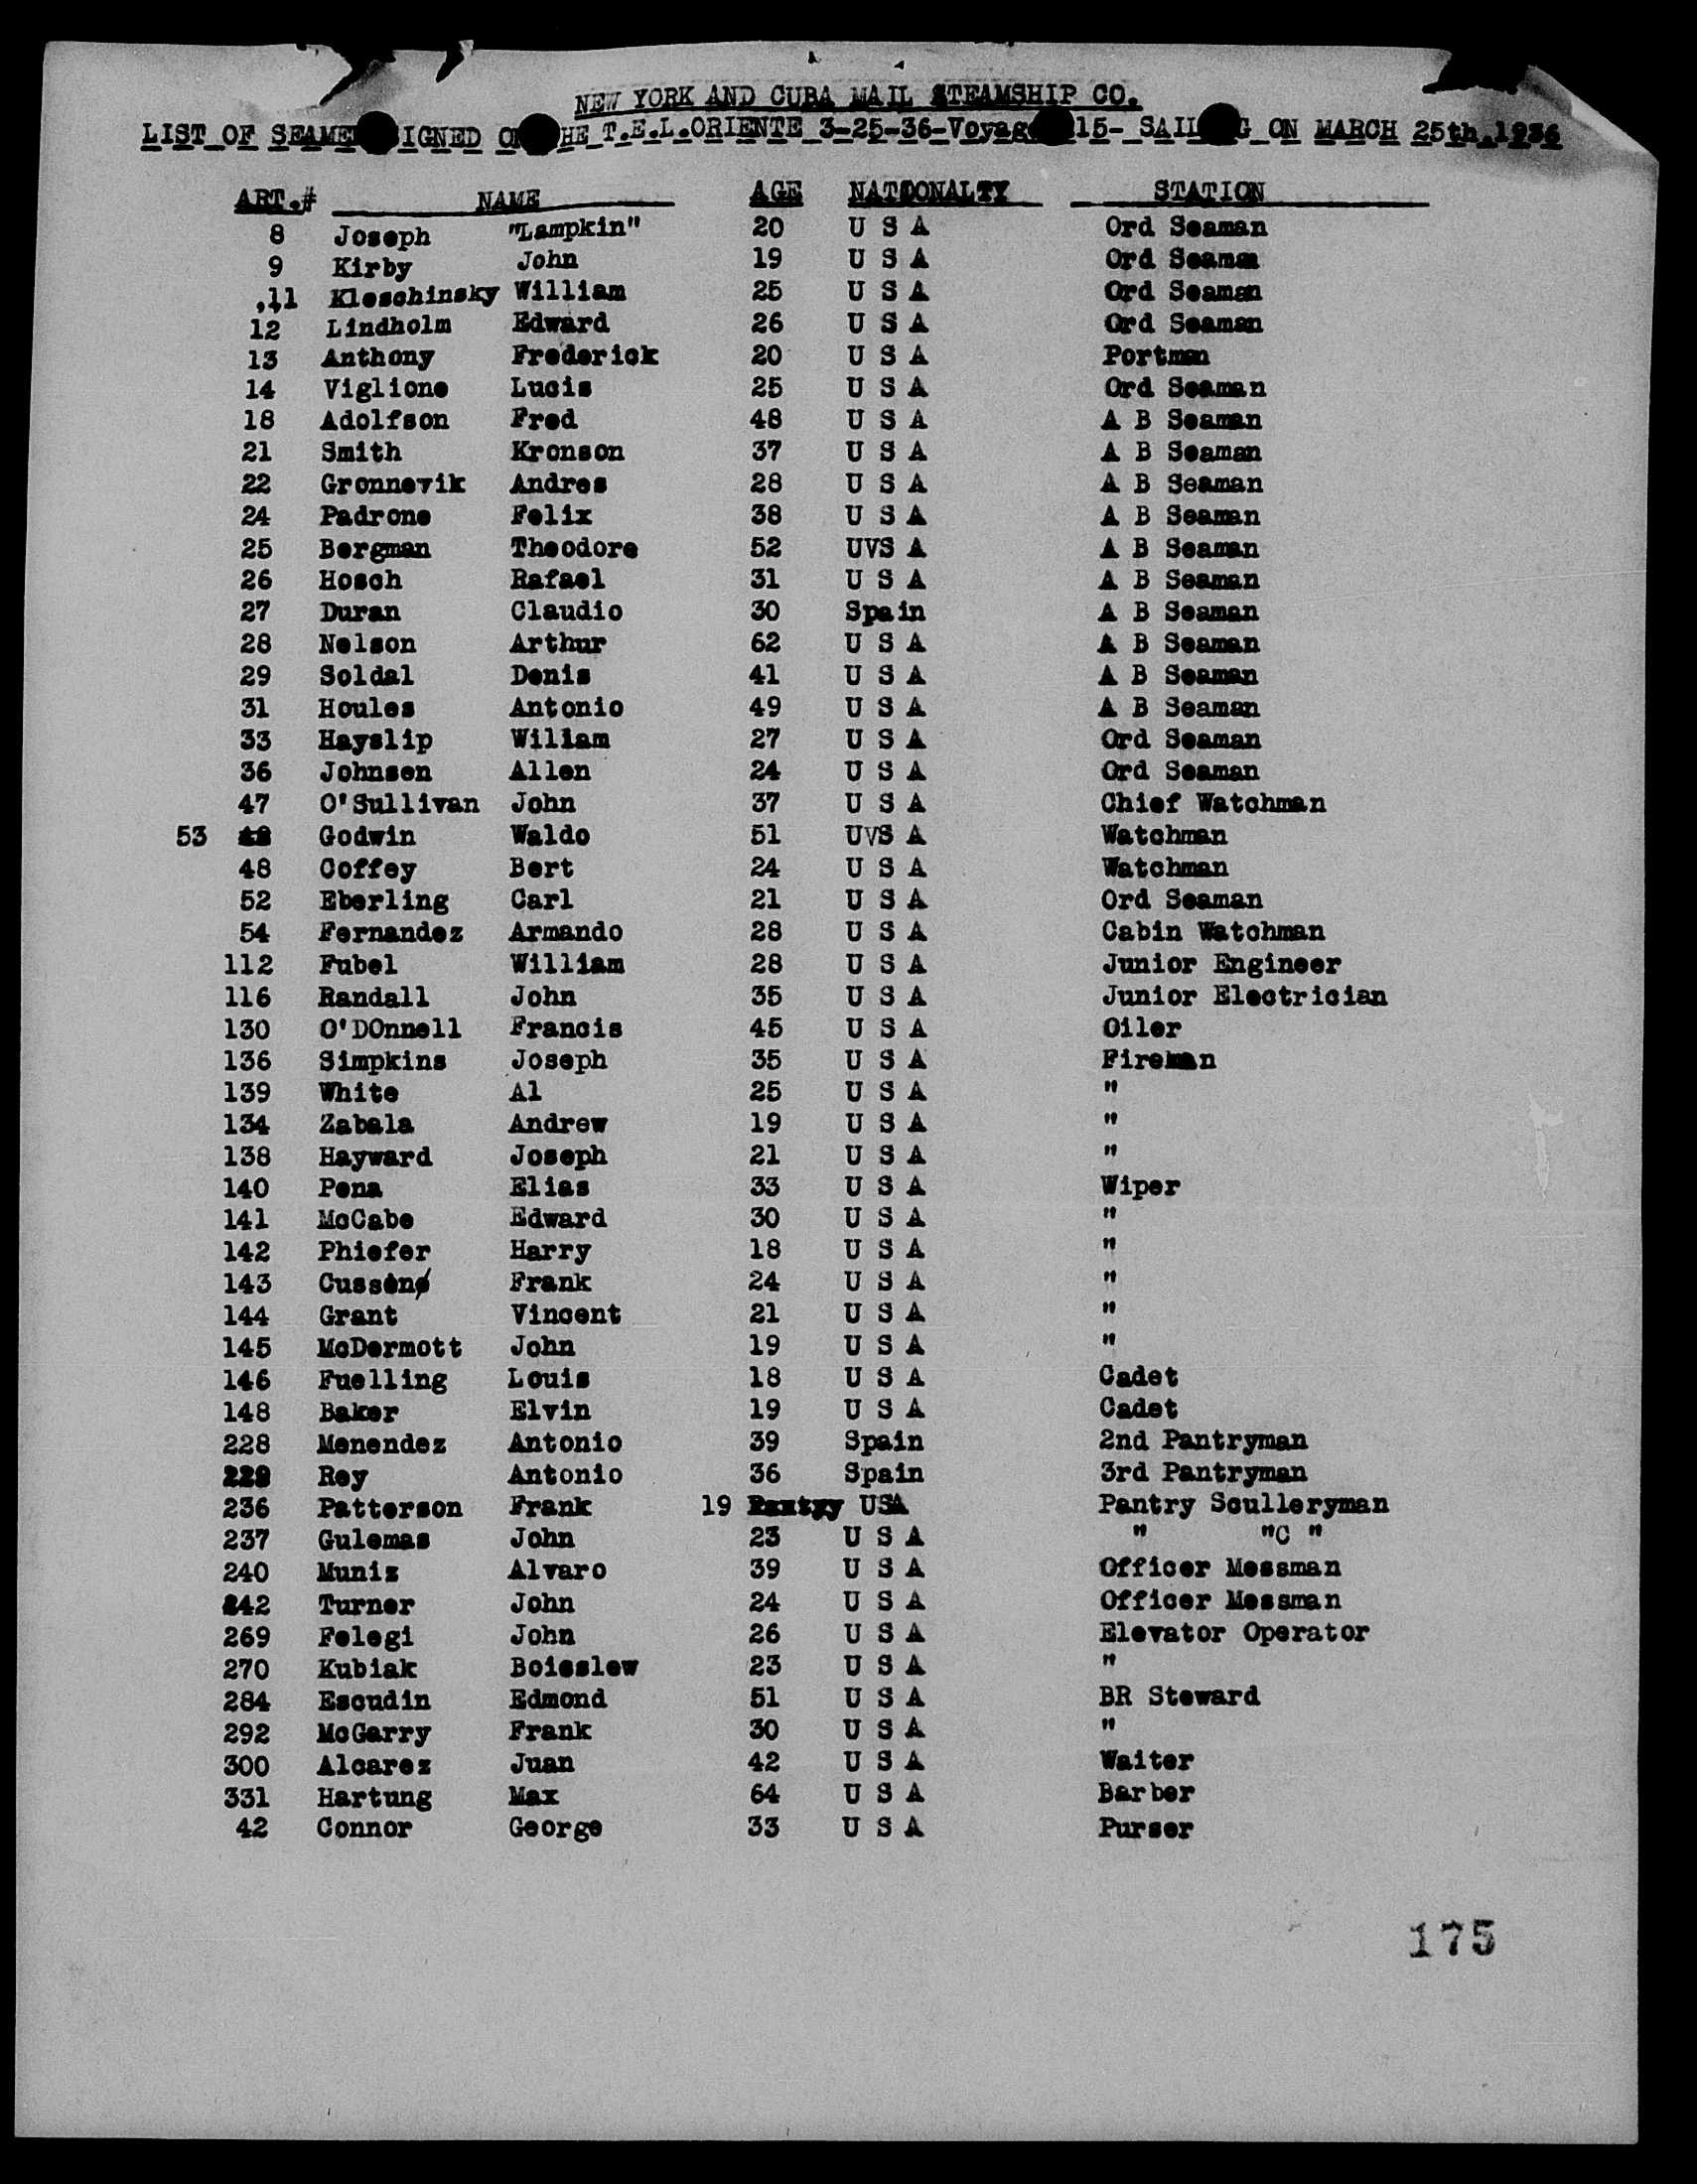 NEW YORK AND CUBA MAIL STEAMSHIP CO.
LIST OF SEAME IGNED O HE T.E.L.ORIENTE 3-25-36-Voyag 15- SAIL G ON MARCH 25th.1936
ART.# NAME AGE NATOONALTY STATION
8 Joseph "Lampkin" 20 U S A Ord Seaman
9 Kirby John 19 U S A Ord Seaman
,11 Kleschinsky William 25 U S A Ord Seaman
12 Lindholm Edward 26 U S A Ord Seaman
13 Anthony Frederick 20 U S A Portman
14 Viglione Lucis 25 U S A Ord Seaman
18 Adolfson Fred 48 U S A A B Seaman
21 Smith Kronson 37 U S A A B Seaman
22 Gronnevik Andres 28 U S A A B Seaman
24 Padrone Felix 38 U S A A B Seaman
25 Bergman Theodore 52 UVS A A B Seaman
26 Hosch Rafael 31 U S A A B Seaman
27 Duran Claudio 30 Spain A B Seaman
28 Nelson Arthur 62 U S A A B Seaman
29 Soldal Denis 41 U S A A B Seaman
31 Houles Antonio 49 U S A A B Seaman
33 Hayslip Wiliam 27 U S A Ord Seaman
36 Johnsen Allen 24 U S A Ord Seaman
47 O'Sullivan John 37 U S A Chief Watchman
53 Godwin Waldo 51 UVS A Watchman
48 Coffey Bert 24 U S A Watchman
52 Eberling Carl 21 U S A Ord Seaman
54 Fernandez Armando 28 U S A Cabin Watchman
112 Fubel William 28 U S A Junior Engineer
116 Randall John 35 U S A Junior Electrician
130 O'DOnnell Francis 45 U S A Oiler
136 Simpkins Joseph 35 U S A Fireman
139 White Al 25 U S A "
134 Zabala Andrew 19 U S A "
138 Hayward Joseph 21 U S A "
140 Pena Elias 33 U S A Wiper
141 McCabe Edward 30 U S A "
142 Phiefer Harry 18 U S A "
143 Cussen Frank 24 U S A "
144 Grant Vincent 21 U S A "
145 McDermott John 19 U S A "
146 Fuelling Louis 18 U S A Cadet
148 Baker Elvin 19 U S A Cadet
228 Menendez Antonio 39 Spain 2nd Pantryman
229 Rey Antonio 36 Spain 3rd Pantryman
236 Patterson Frank 19 USA Pantry Sculleryman
237 Gulemas John 23 U S A " "C "
240 Muniz Alvaro 39 U S A Officer Messman
242 Turner John 24 U S A Officer Messman
269 Felegi John 26 U S A Elevator Operator
270 Kubiak Boieslew 23 U S A "
284 Escudin Edmond 51 U S A BR Steward
292 McGarry Frank 30 U S A "
300 Alcarez Juan 42 U S A Waiter
331 Hartung Max 64 U S A Barber
42 Connor George 33 U S A Purser
175